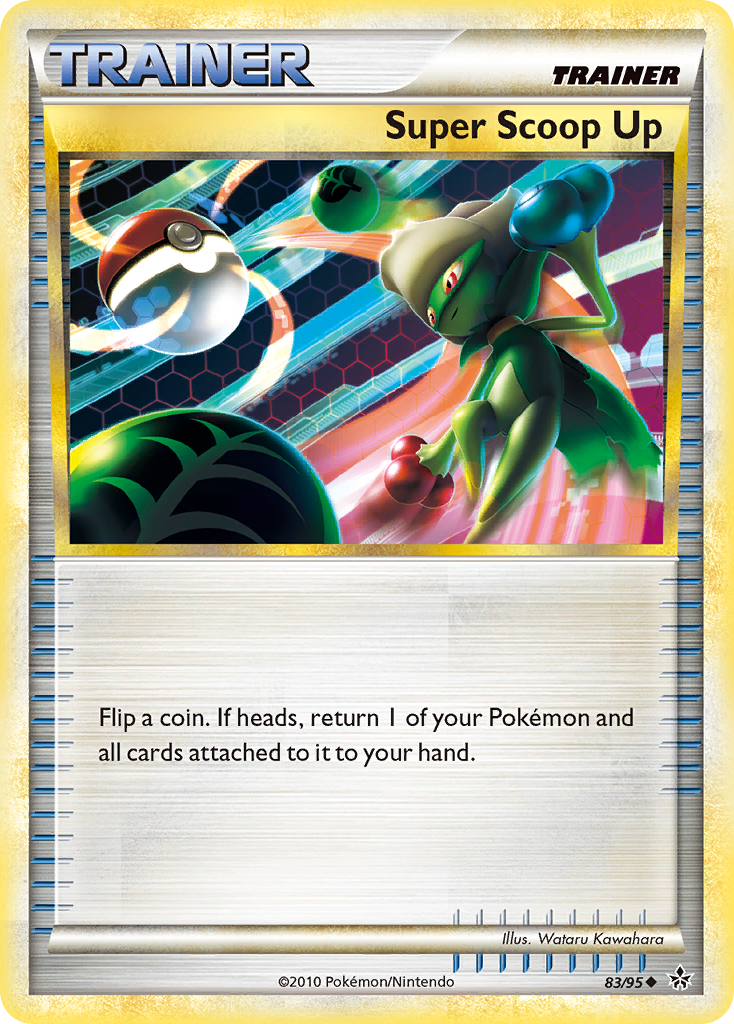 TRAINER
TRAINER
Super Scoop Up
Flip a coin. If heads, return 1 of your Pokémon and
all cards attached to it to your hand.
Illus. Wataru Kawahara
©2010 Pokémon/Nintendo
83/95